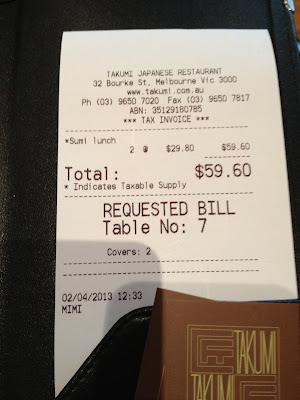 TAKUMI JAPANESE RESTAURANT
32 Bourke St, Melbourne Vic 3000
www.takumi.com.au
Ph (03) 9650 7020 Fax (03) 9650 7817
ABN: 35129180785
*** TAX INVOICE ***
*Sumi lunch
2 @ $29.80 $59.60
Total: $59.60
* Indicates Taxable Supply
REQUESTED BILL
Table No: 7
Covers: 2
02/04/2013 12:33
MIMI
TAKUMI
TAKUMI